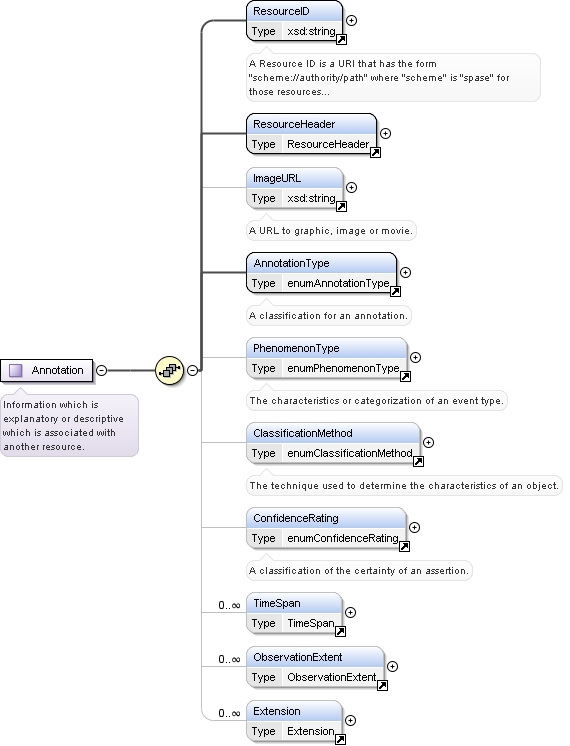 ResourceID
Type xsd:string
A Resource ID is a URI that has the form
"scheme://authority/path" where "scheme" is "spase" for
those resources...
ResourceHeader
Type ResourceHeader
ImageURL
Type xsd:string
A URL to graphic, image or movie.
AnnotationType
Type enumAnnotationType
A classification for an annotation.
PhenomenonType
Type enumPhenomenonType
The characteristics or categorization of an event type.
Annotation
Information which is
explanatory or descriptive
which is associated with
another resource.
ClassificationMethod
Type enumClassificationMethod
The technique used to determine the characteristics of an object.
ConfidenceRating
Type enumConfidenceRating
A classification of the certainty of an assertion.
0..∞ TimeSpan
Type TimeSpan
0..∞ ObservationExtent
Type ObservationExtent
0..∞ Extension
Type Extension